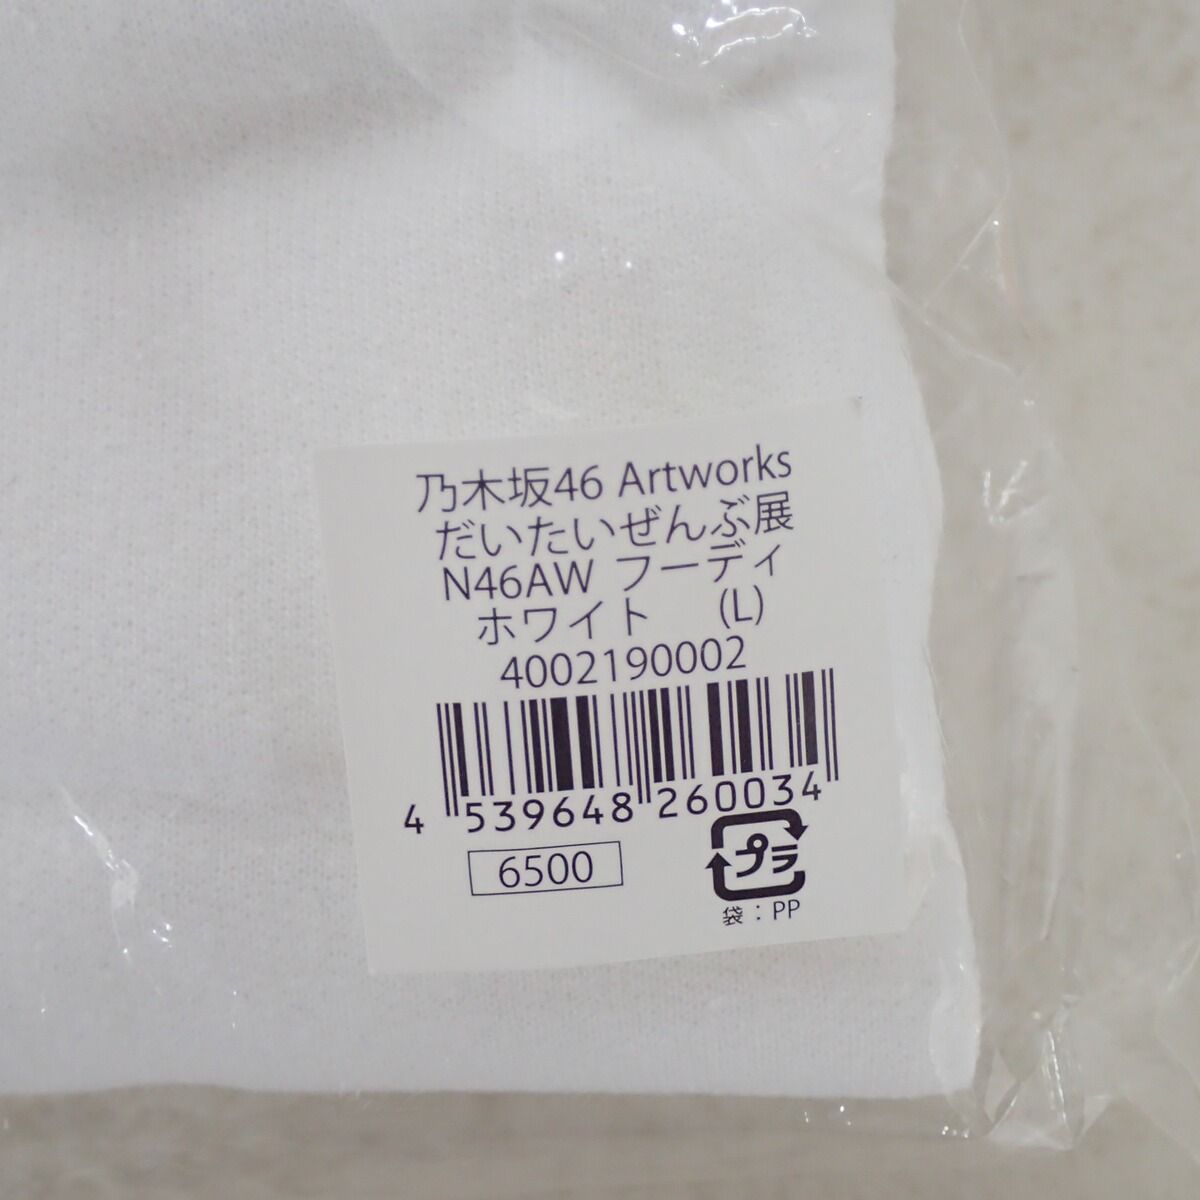 乃木坂46 Artworks
だいたいぜんぶ展
N46AW フーディ
ホワイト　(L)
4002190002
4 539648 260034
6500
プラ
袋：PP